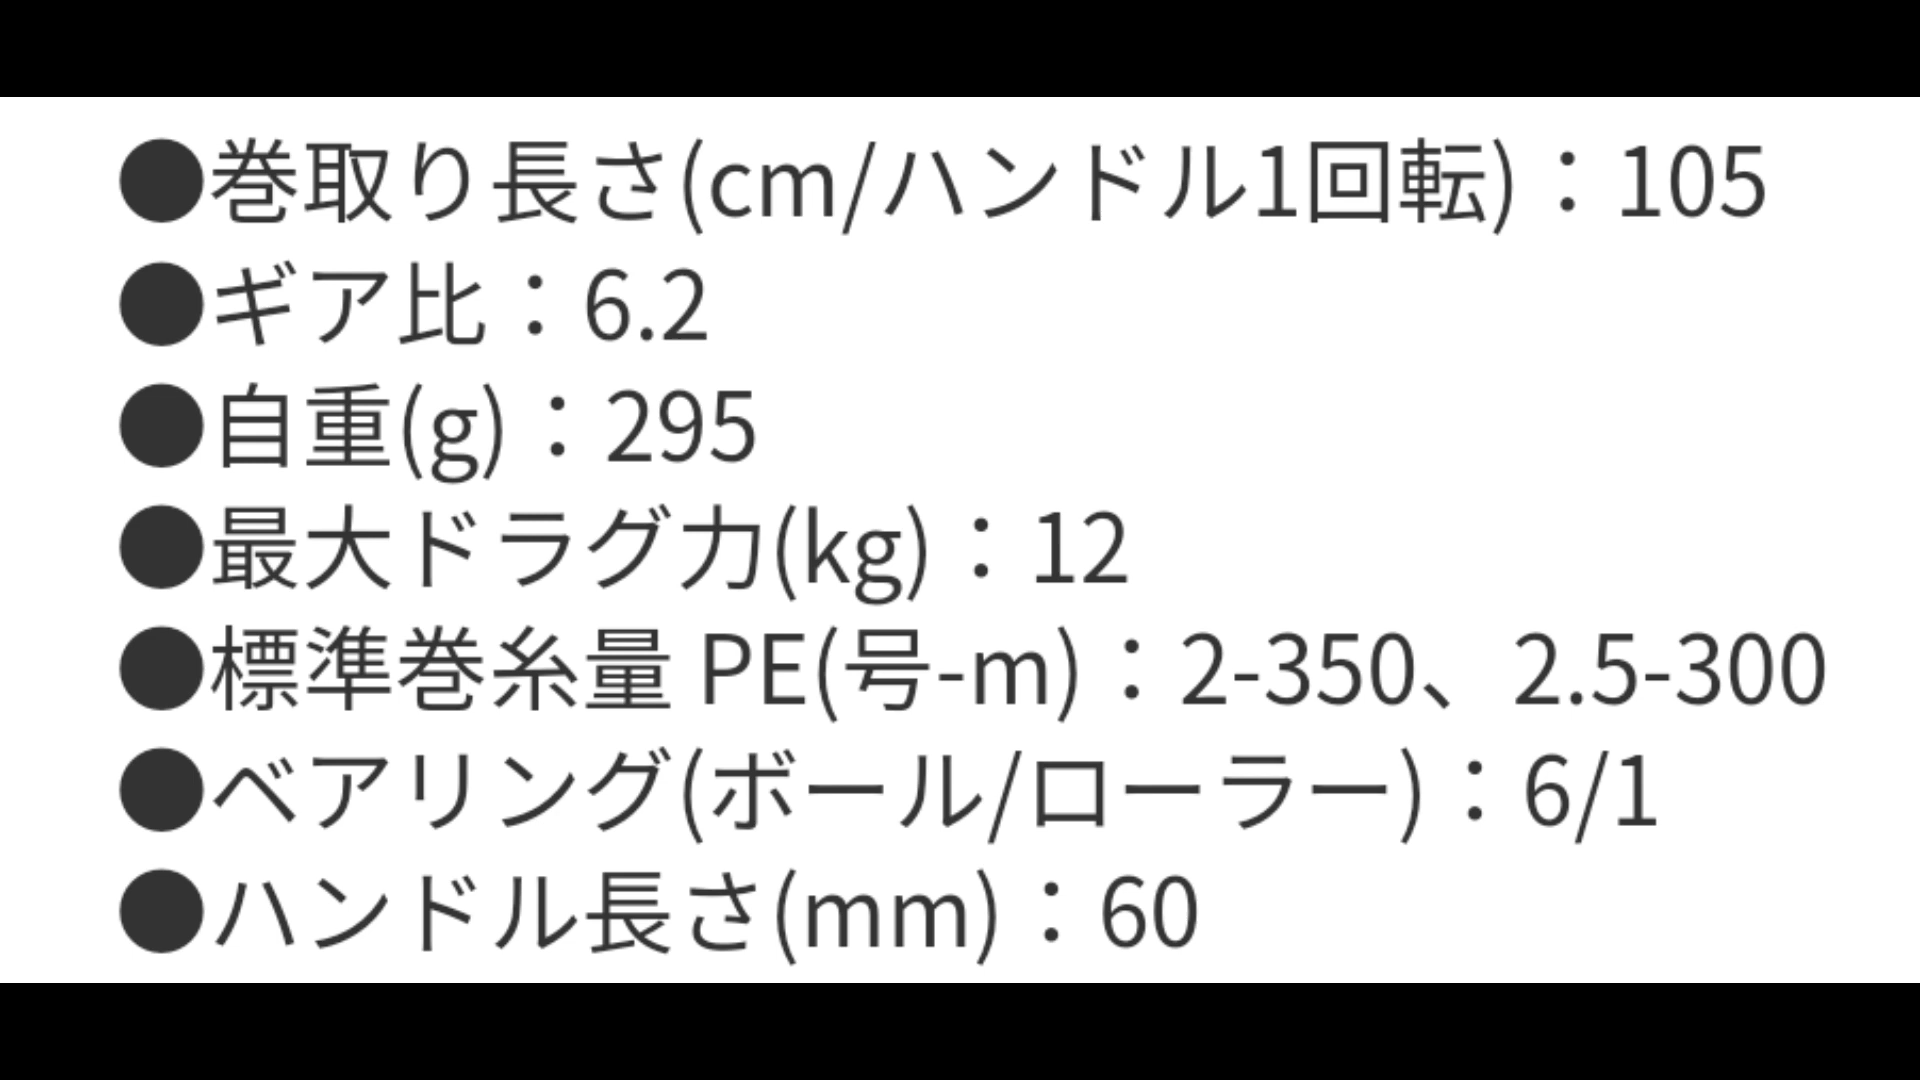 ●巻取り長さ(cm/ハンドル1回転)：105
●ギア比：6.2
●自重(g)：295
●最大ドラグ力(kg)：12
●標準巻糸量 PE(号-m)：2-350、2.5-300
●ベアリング(ボール/ローラー)：6/1
●ハンドル長さ(mm)：60